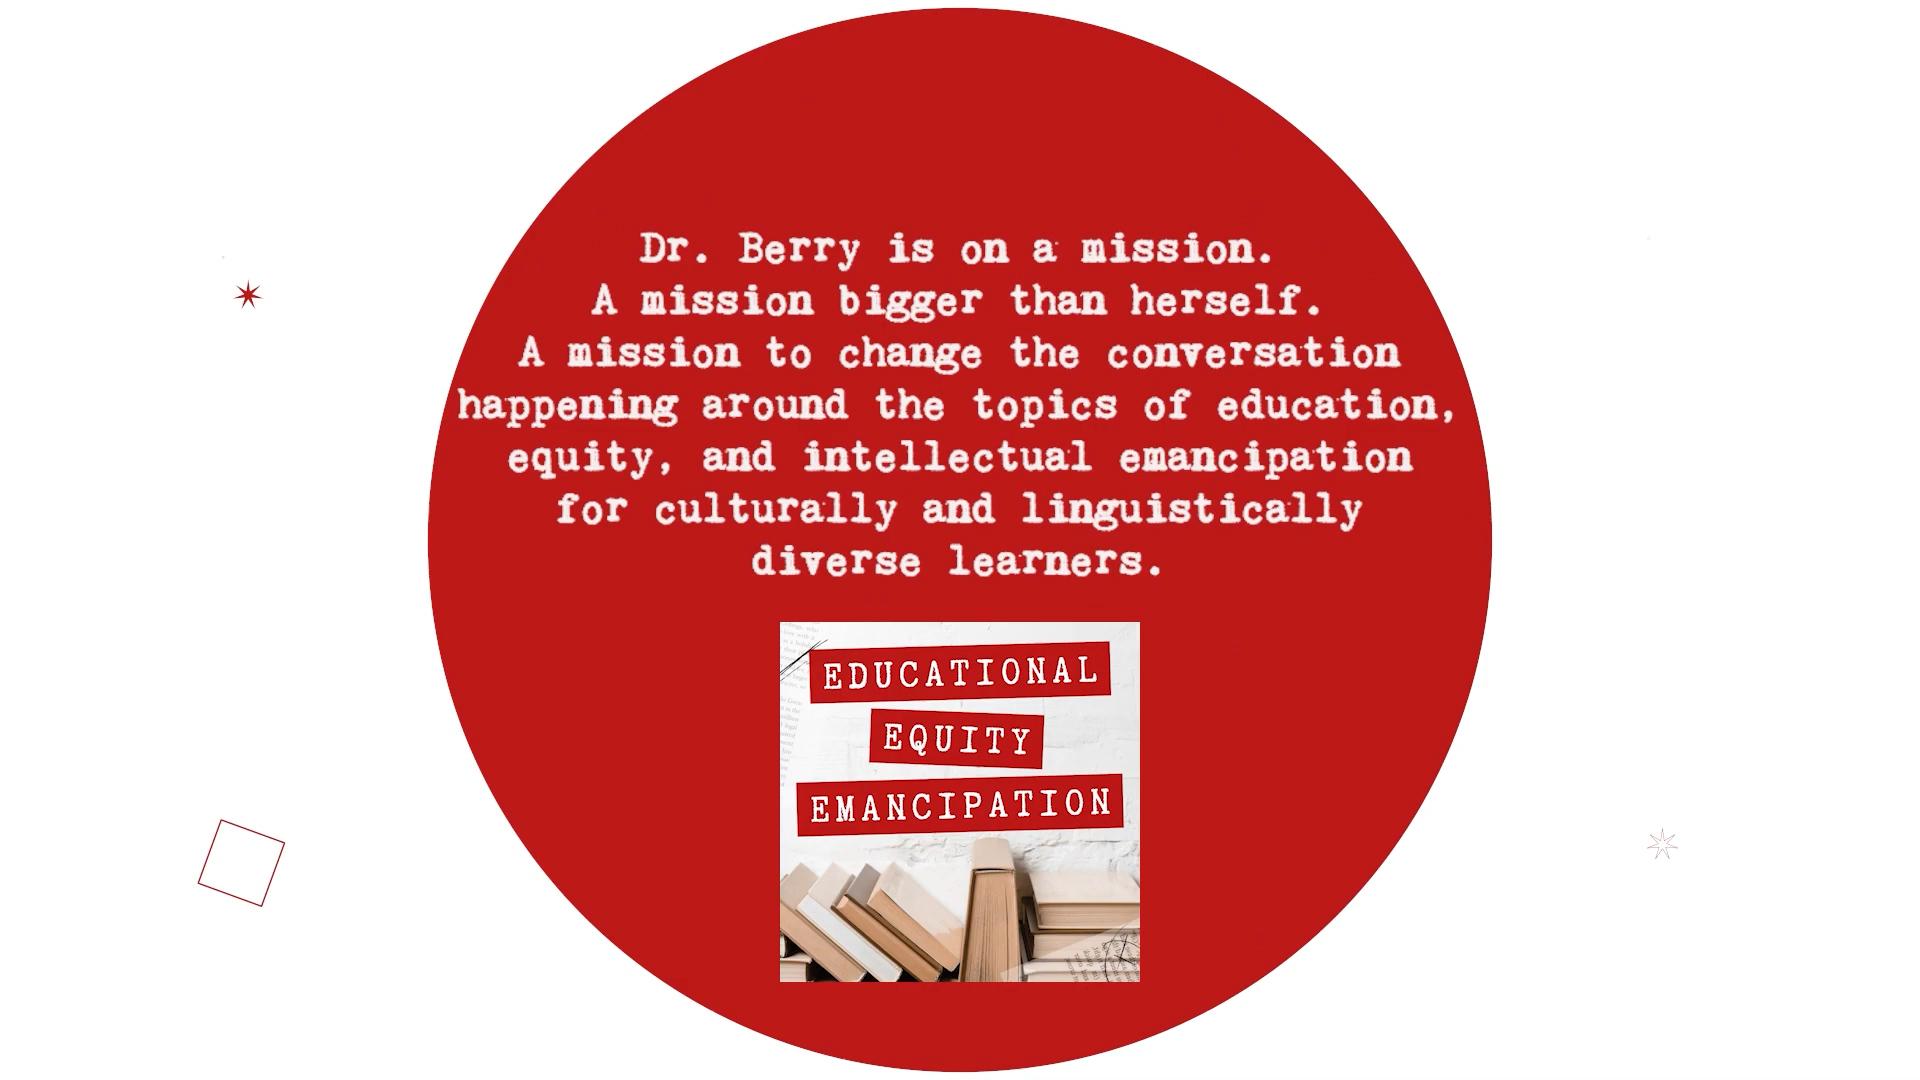 Dr. Berry is on a mission.
A mission bigger than herself.
A mission to change the conversation
happening around the topics of education,
equity, and intellectual emancipation
for culturally and linguistically
diverse learners.
EDUCATIONAL
EQUITY
EMANCIPATION